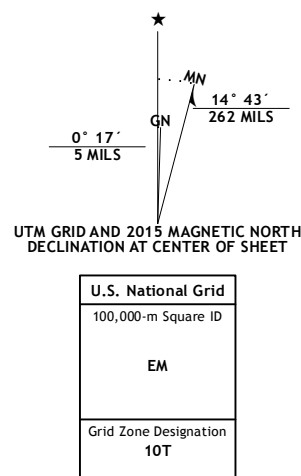 ★
MN
GN
14° 43´
262 MILS
0° 17´
5 MILS
UTM GRID AND 2015 MAGNETIC NORTH
DECLINATION AT CENTER OF SHEET
U.S. National Grid
100,000-m Square ID
EM
Grid Zone Designation
10T